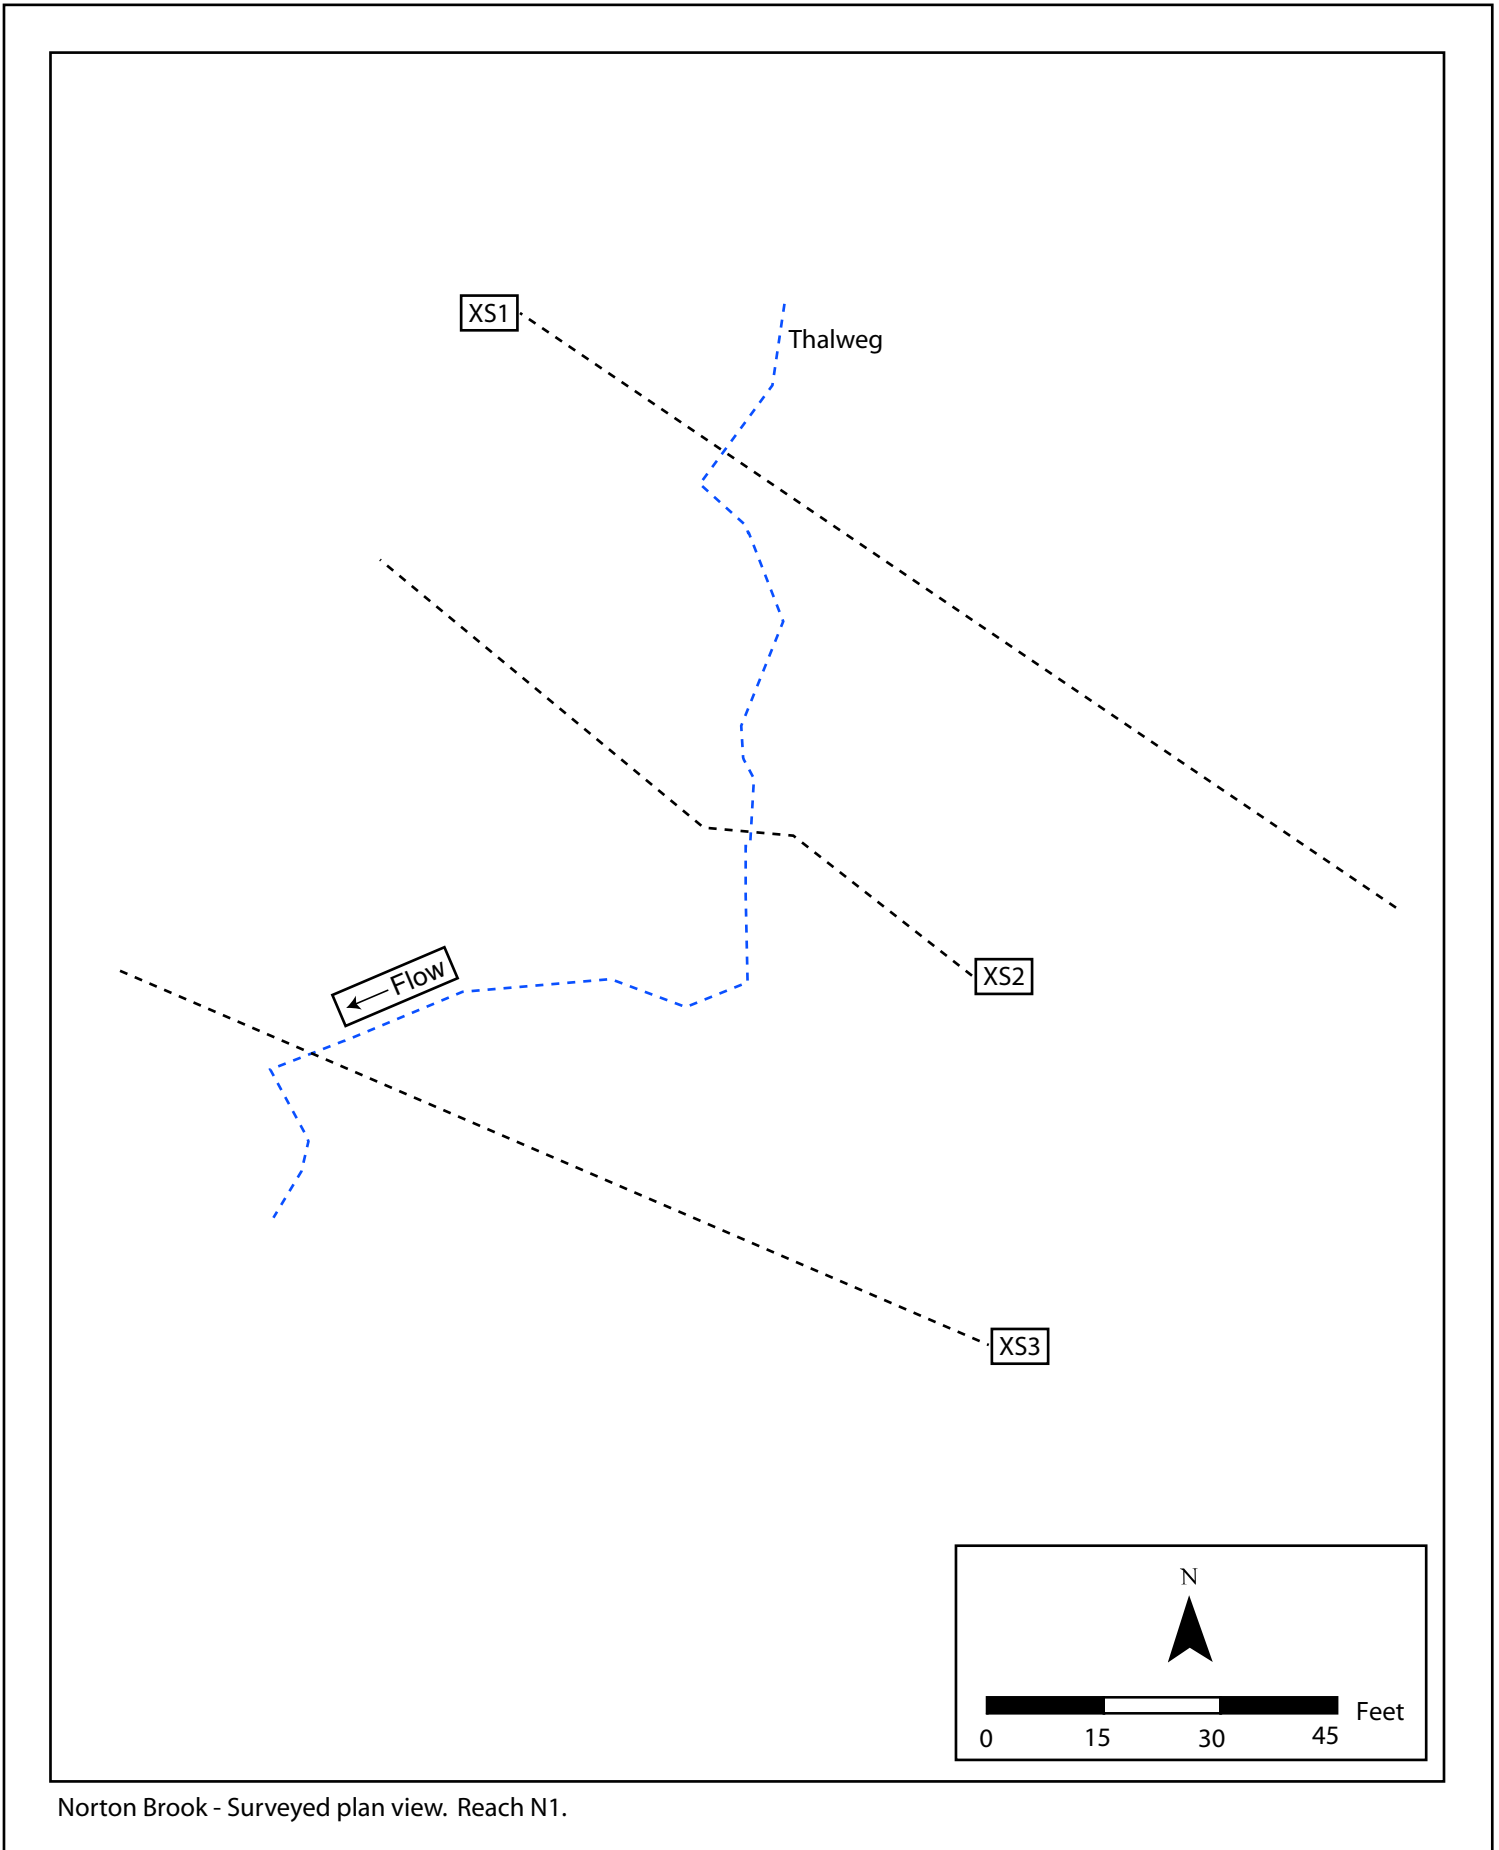 XS1
Thalweg
Flow
XS2
XS3
N
Feet
0 15 30 45
Norton Brook - Surveyed plan view. Reach N1.